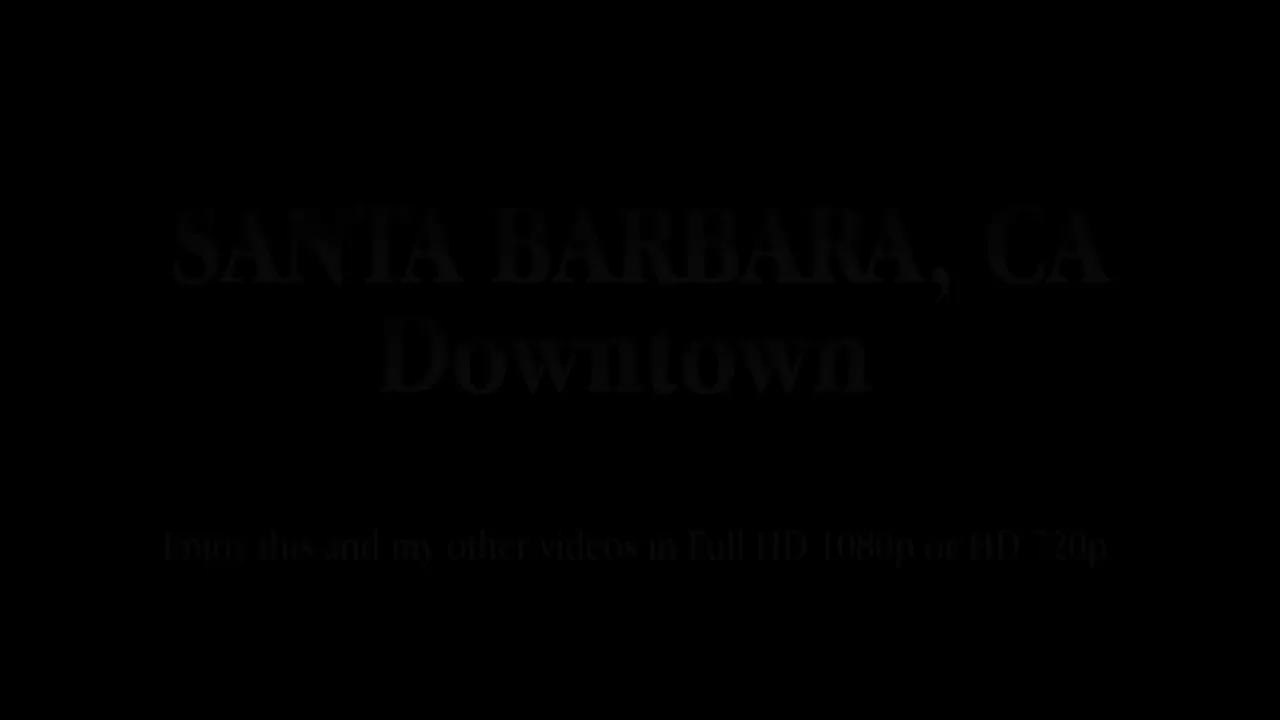 SANTA BARBARA, CA
Downtown
Enjoy this and my other videos in Full HD 1080p or HD 720p